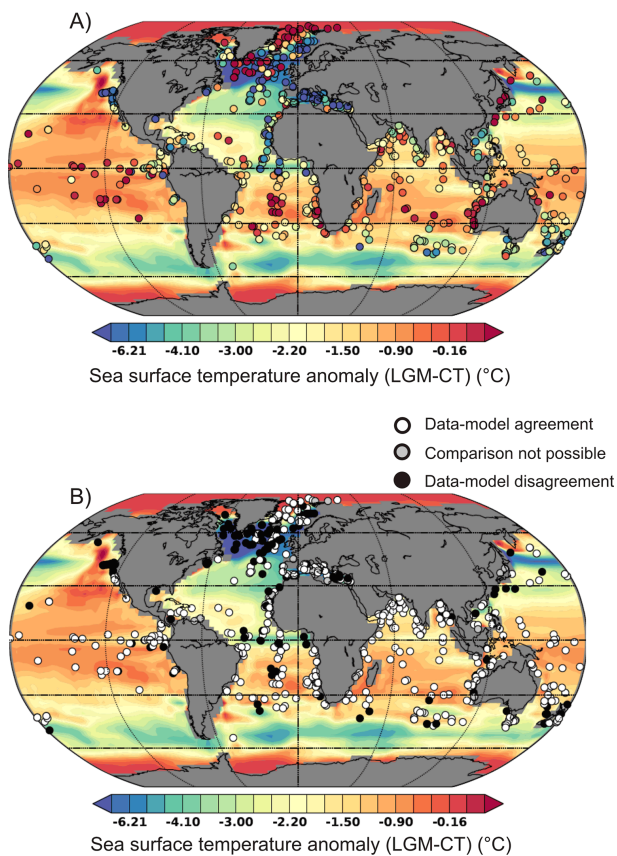 A)
-6.21 -4.10 -3.00 -2.20 -1.50 -0.90 -0.16
Sea surface temperature anomaly (LGM-CT) (°C)
Data-model agreement
Comparison not possible
Data-model disagreement
B)
-6.21 -4.10 -3.00 -2.20 -1.50 -0.90 -0.16
Sea surface temperature anomaly (LGM-CT) (°C)